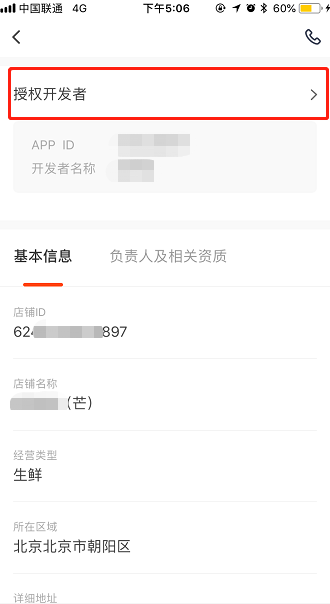 中国联通 4G 下午5:06 60%
授权开发者
APP ID
开发者名称
基本信息 负责人及相关资质
店铺ID
624 897
店铺名称
(芒)
经营类型
生鲜
所在区域
北京北京市朝阳区
详细地址